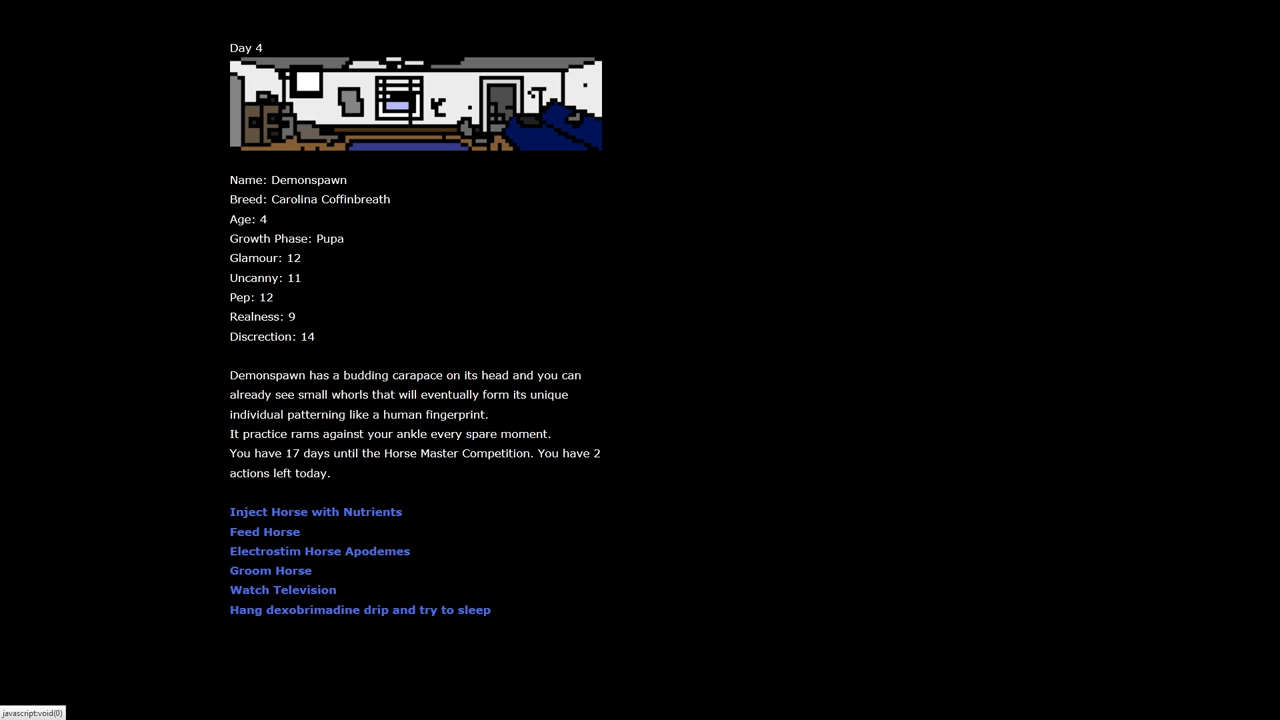 Day 4
Name: Demonspawn
Breed: Carolina Coffinbreath
Age: 4
Growth Phase: Pupa
Glamour: 12
Uncanny: 11
Pep: 12
Realness: 9
Discrection: 14
Demonspawn has a budding carapace on its head and you can
already see small whorls that will eventually form its unique
individual patterning like a human fingerprint.
It practice rams against your ankle every spare moment.
You have 17 days until the Horse Master Competition. You have 2
actions left today.
Inject Horse with Nutrients
Feed Horse
Electrostim Horse Apodemes
Groom Horse
Watch Television
Hang dexobrimadine drip and try to sleep
javascript:void(0)